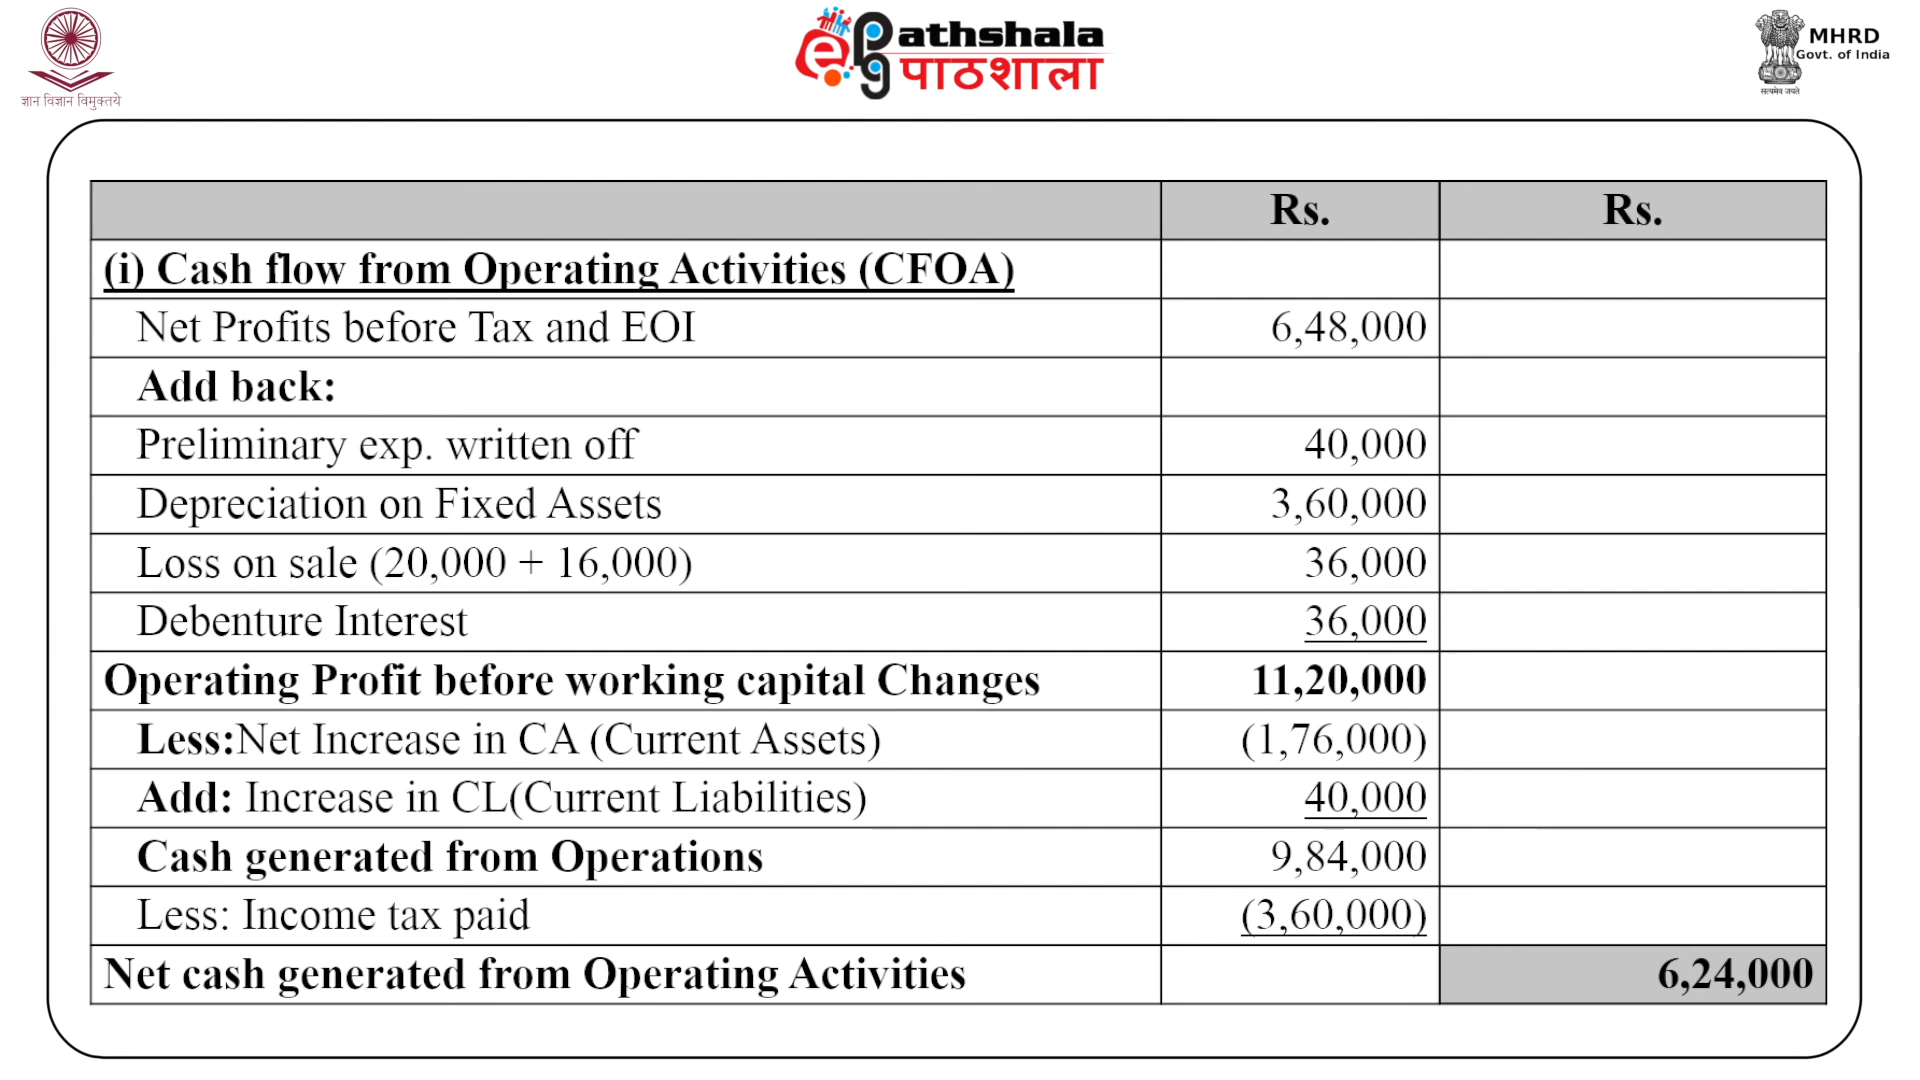 ज्ञान विज्ञान विमुक्तये
ePG Pathshala
पाठशाला
MHRD
Govt. of India
सत्यमेव जयते
Rs. Rs.
(i) Cash flow from Operating Activities (CFOA)
Net Profits before Tax and EOI 6,48,000
Add back:
Preliminary exp. written off 40,000
Depreciation on Fixed Assets 3,60,000
Loss on sale (20,000 + 16,000) 36,000
Debenture Interest 36,000
Operating Profit before working capital Changes 11,20,000
Less:Net Increase in CA (Current Assets) (1,76,000)
Add: Increase in CL(Current Liabilities) 40,000
Cash generated from Operations 9,84,000
Less: Income tax paid (3,60,000)
Net cash generated from Operating Activities 6,24,000